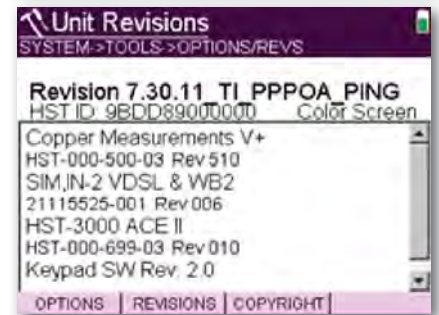 Unit Revisions
SYSTEM->TOOLS->OPTIONS/REVS
Revision 7.30.11_TI_PPPOA_PING
HST ID: 9BDD89000000 Color Screen
Copper Measurements V+
HST-000-500-03 Rev 510
SIM,IN-2 VDSL & WB2
21115525-001 Rev 006
HST-3000 ACE II
HST-000-699-03 Rev 010
Keypad SW Rev: 2.0
OPTIONS REVISIONS COPYRIGHT